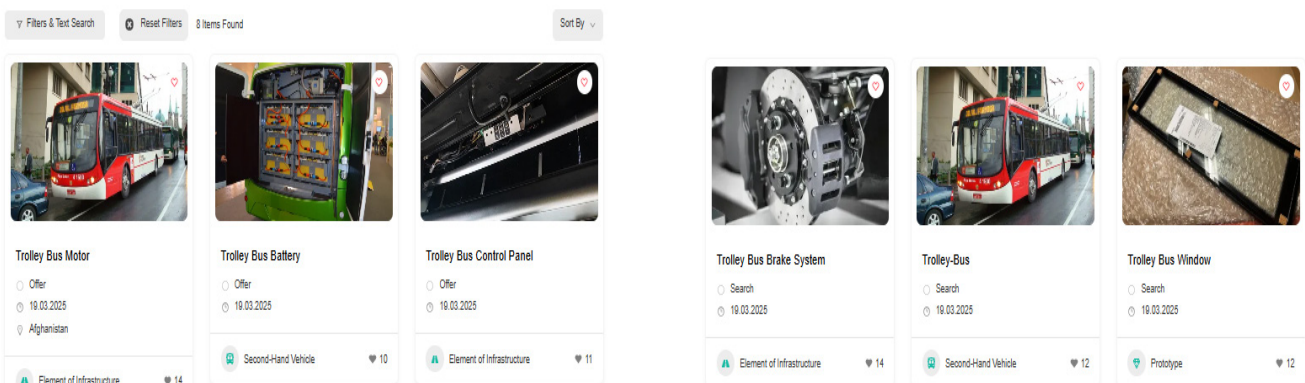 Filters & Text Search
Reset Filters
8 Items Found
Sort By
Trolley Bus Motor
Offer
19.03.2025
Afghanistan
Element of Infrastructure
14
Trolley Bus Battery
Offer
19.03.2025
Second-Hand Vehicle
10
Trolley Bus Control Panel
Offer
19.03.2025
Element of Infrastructure
11
Trolley Bus Brake System
Search
19.03.2025
Element of Infrastructure
14
Trolley-Bus
Search
19.03.2025
Second-Hand Vehicle
12
Trolley Bus Window
Search
19.03.2025
Prototype
12